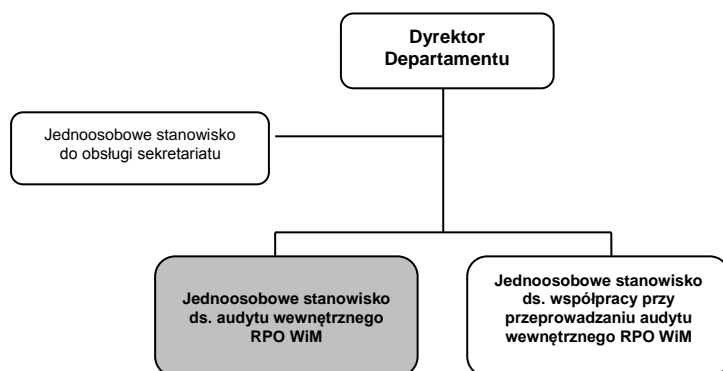 Dyrektor
Departamentu
Jednoosobowe stanowisko
do obsługi sekretariatu
Jednoosobowe stanowisko
ds. audytu wewnętrznego
RPO WiM
Jednoosobowe stanowisko
ds. współpracy przy
przeprowadzaniu audytu
wewnętrznego RPO WiM